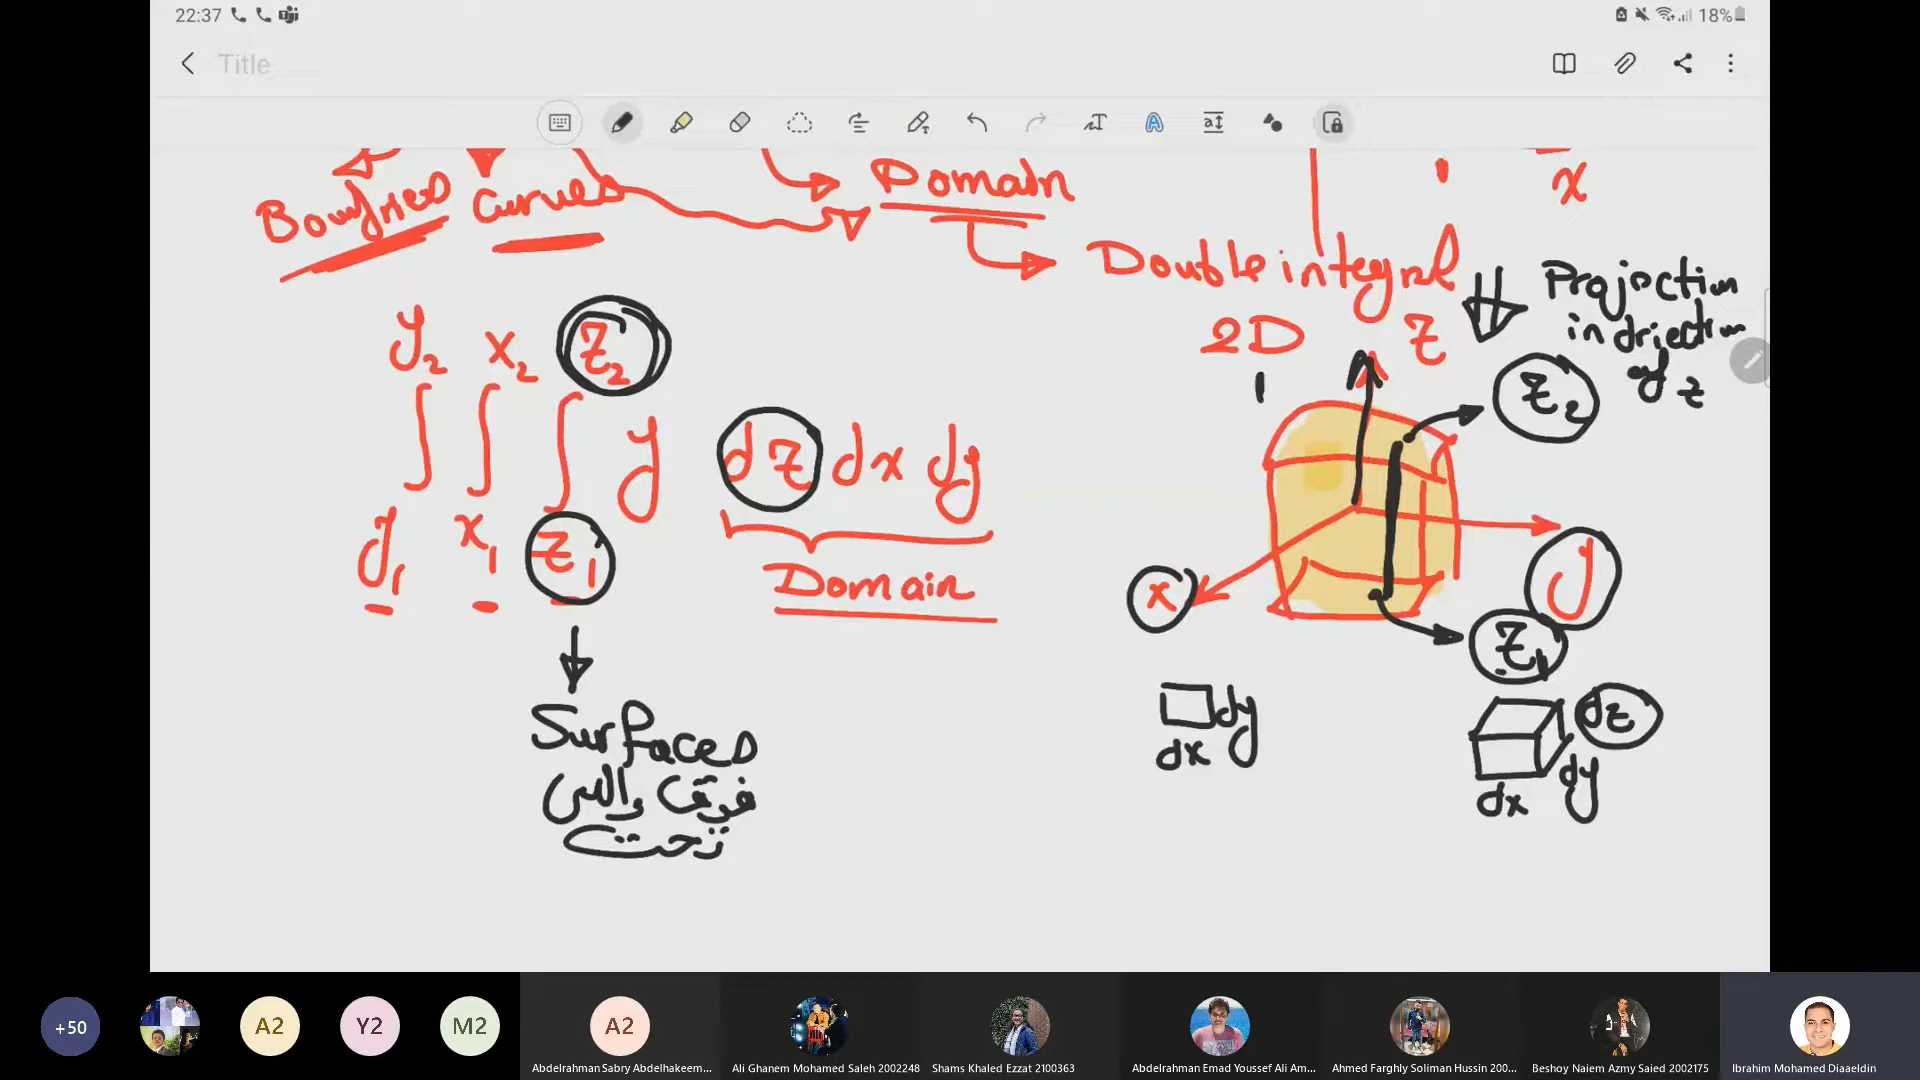 22:37
18%
Title
Domain
x
Curves
Double integral
Projection
in driection
of z
2D
Z
y₂ x₂ Z₂
Z₂
∫ ∫ ∫ y dz dx dy
y₁ x₁ z₁
Domain
x
y
Z₁
dy
dx
dz
dy
dx
Surfaces
فوق واللى
تحت
+50
A2
Y2
M2
A2
Abdelrahman Sabry Abdelhakeem...
Ali Ghanem Mohamed Saleh 2002248
Shams Khaled Ezzat 2100363
Abdelrahman Emad Youssef Ali Am...
Ahmed Farghly Soliman Hussin 200...
Beshoy Naiem Azmy Saied 2002175
Ibrahim Mohamed Diaaeldin